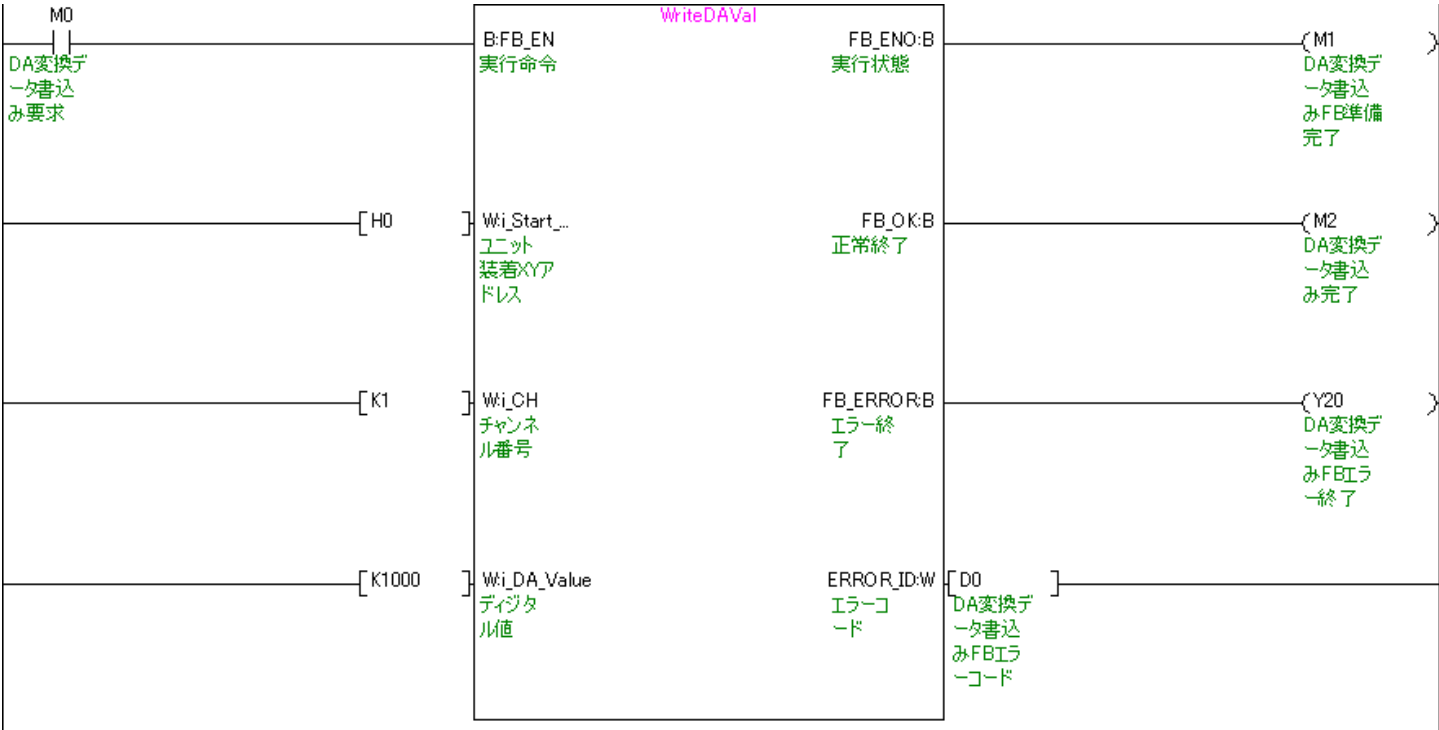 M0
WriteDAVal
B:FB_EN
FB_ENO:B
M1
DA変換デ
ータ書込
み要求
実行命令
実行状態
DA変換デ
ータ書込
みFB準備
完了
H0
W:i_Start_...
FB_OK:B
M2
ユニット
装着XYア
ドレス
正常終了
DA変換デ
ータ書込
み完了
K1
W:i_CH
FB_ERROR:B
Y20
チャンネ
ル番号
エラー終
了
DA変換デ
ータ書込
みFBエラ
ー終了
K1000
W:i_DA_Value
ERROR_ID:W
D0
ディジタ
ル値
エラーコ
ード
DA変換デ
ータ書込
みFBエラ
ーコード